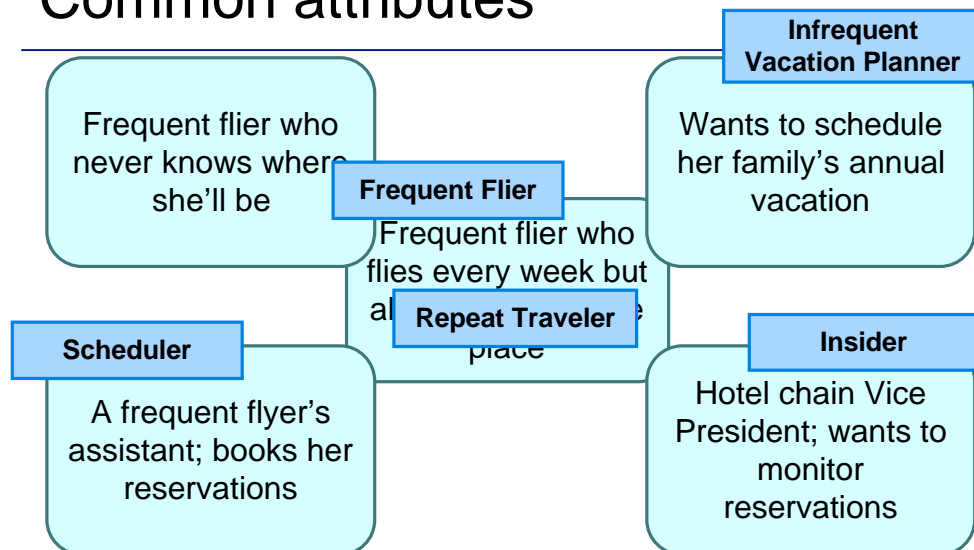 Common attributes
Infrequent
Vacation Planner
Frequent flier who
never knows where
she’ll be
Wants to schedule
her family’s annual
vacation
Frequent Flier
Frequent flier who
flies every week but
place
Repeat Traveler
Scheduler
A frequent flyer’s
assistant; books her
reservations
Insider
Hotel chain Vice
President; wants to
monitor
reservations